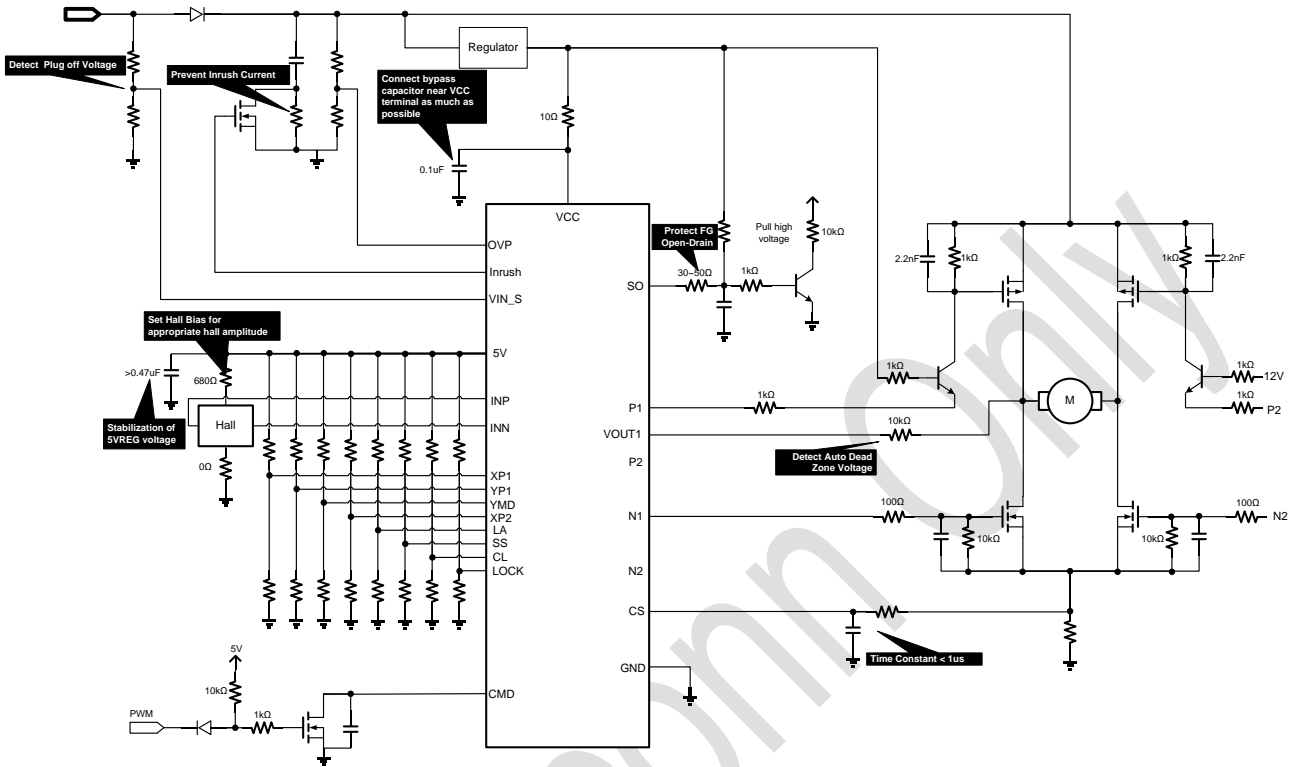 Regulator
Detect Plug off Voltage
Prevent Inrush Current
Connect bypass
capacitor near VCC
terminal as much as
possible
10Ω
0.1uF
VCC
OVP
Inrush
VIN_S
Set Hall Bias for
appropriate hall amplitude
5V
>0.47uF
680Ω
INP
INN
Hall
Stabilization of
5VREG voltage
0Ω
XP1
YP1
YMD
XP2
LA
SS
CL
LOCK
5V
10kΩ
CMD
PWM
1kΩ
Protect FG
Open-Drain
Pull high
voltage
10kΩ
SO
30~50Ω
1kΩ
2.2nF
1kΩ
1kΩ
2.2nF
1kΩ
1kΩ
12V
P1
1kΩ
1kΩ
P2
M
VOUT1
10kΩ
Detect Auto Dead
Zone Voltage
P2
N1
100Ω
10kΩ
10kΩ
100Ω
N2
N2
CS
Time Constant < 1us
GND
onn Only